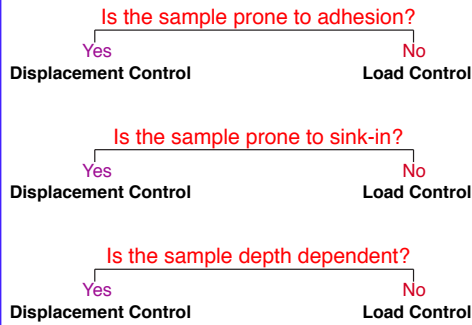 Is the sample prone to adhesion?
Yes No
Displacement Control Load Control
Is the sample prone to sink-in?
Yes No
Displacement Control Load Control
Is the sample depth dependent?
Yes No
Displacement Control Load Control